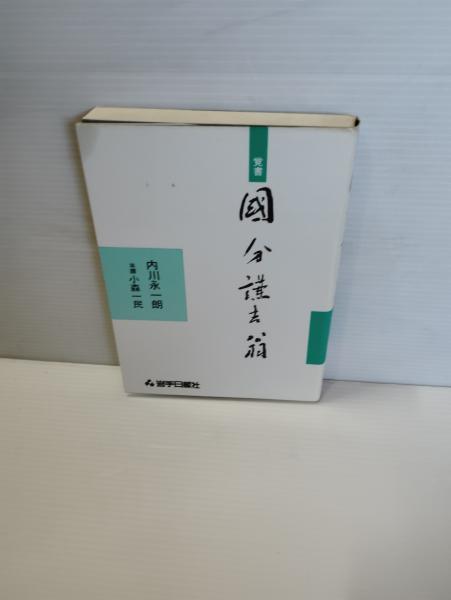 覚書
國分謹吉翁
内川永一朗
小森一民
岩手日報社